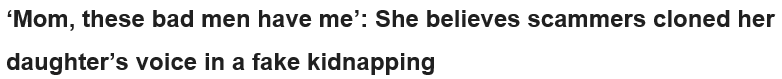 ‘Mom, these bad men have me’: She believes scammers cloned her
daughter’s voice in a fake kidnapping